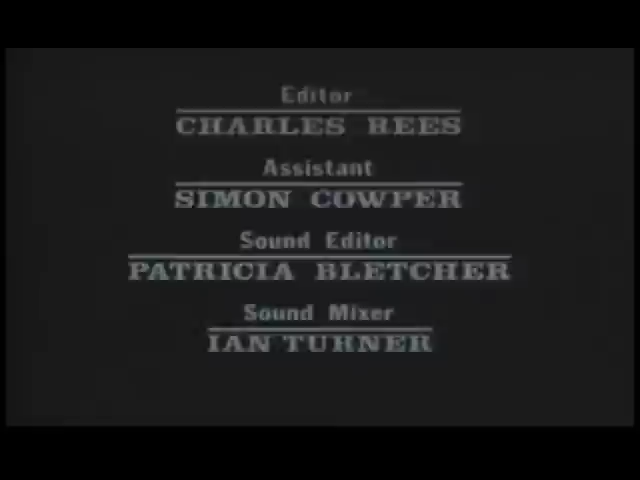 Editor
CHARLES REES
Assistant
SIMON COWPER
Sound Editor
PATRICIA BLETCHER
Sound Mixer
IAN TURNER